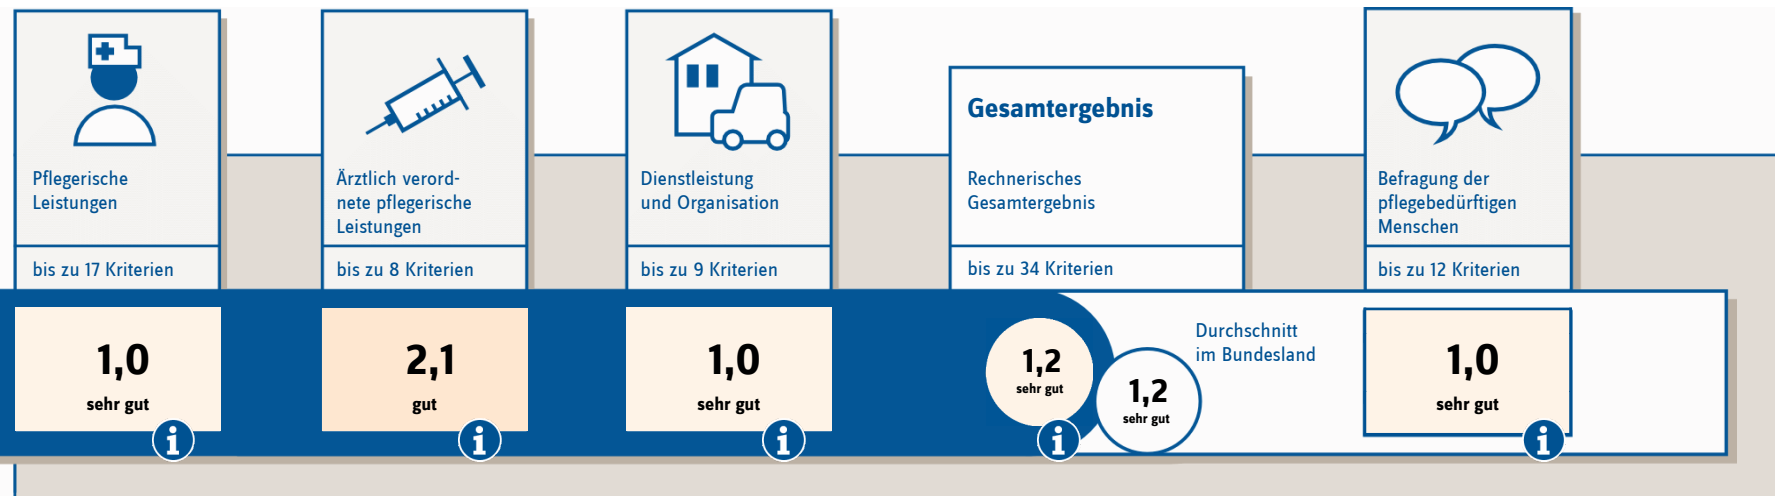 Pflegerische
Leistungen
bis zu 17 Kriterien
1,0
sehr gut
i
Ärztlich verord-
nete pflegerische
Leistungen
bis zu 8 Kriterien
2,1
gut
i
Dienstleistung
und Organisation
bis zu 9 Kriterien
1,0
sehr gut
i
Gesamtergebnis
Rechnerisches
Gesamtergebnis
bis zu 34 Kriterien
1,2
sehr gut
i
1,2
sehr gut
Durchschnitt
im Bundesland
Befragung der
pflegebedürftigen
Menschen
bis zu 12 Kriterien
1,0
sehr gut
i